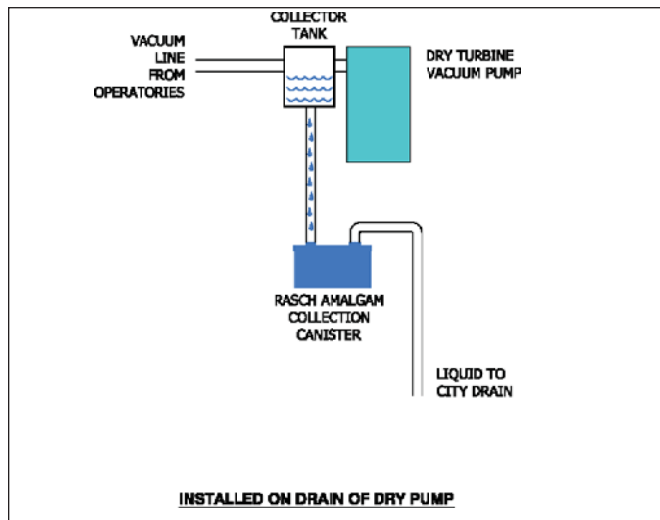 COLLECTOR
TANK
VACUUM
LINE
FROM
OPERATORIES
DRY TURBINE
VACUUM PUMP
RASCH AMALGAM
COLLECTION
CANISTER
LIQUID TO
CITY DRAIN
INSTALLED ON DRAIN OF DRY PUMP